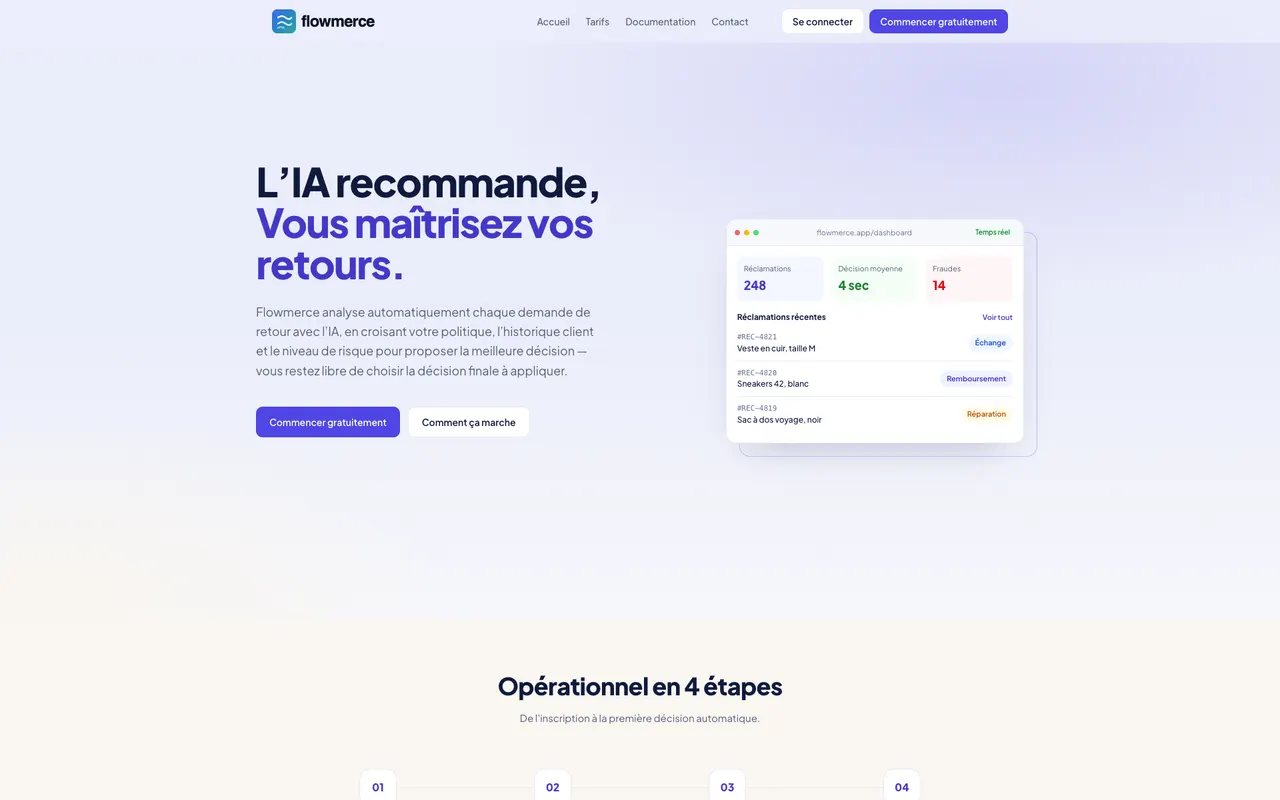 flowmerce
Accueil
Tarifs
Documentation
Contact
Se connecter
Commencer gratuitement
L’IA recommande,
Vous maîtrisez vos
retours.
Flowmerce analyse automatiquement chaque demande de
retour avec l’IA, en croisant votre politique, l’historique client
et le niveau de risque pour proposer la meilleure décision —
vous restez libre de choisir la décision finale à appliquer.
Commencer gratuitement
Comment ça marche
flowmerce.app/dashboard
Temps réel
Réclamations
248
Décision moyenne
4 sec
Fraudes
14
Réclamations récentes
Voir tout
#REC-4821
Veste en cuir, taille M
Échange
#REC-4820
Sneakers 42, blanc
Remboursement
#REC-4819
Sac à dos voyage, noir
Réparation
Opérationnel en 4 étapes
De l’inscription à la première décision automatique.
01
02
03
04